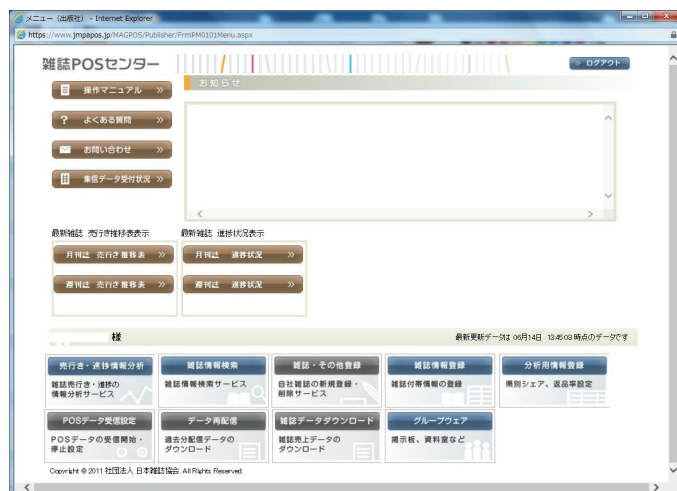 メニュー (出版社) - Internet Explorer
https://www.jmpapos.jp/MAGPOS/Publisher/FrmPM0101Menu.aspx
雑誌POSセンター
ログアウト
操作マニュアル
よくある質問
お問い合わせ
集信データ受付状況
お知らせ
最新雑誌 売行き推移表表示
最新雑誌 進捗状況表示
月刊誌 売行き推移表
月刊誌 進捗状況
週刊誌 売行き推移表
週刊誌 進捗状況
様
最新更新データは 06月14日 13:45:03 時点のデータです
売行き・進捗情報分析
雑誌売行き・進捗の
情報分析サービス
雑誌情報検索
雑誌情報検索サービス
雑誌・その他登録
自社雑誌の新規登録・
削除サービス
雑誌情報登録
雑誌付帯情報の登録
分析用情報登録
県別シェア、返品率設定
POSデータ受信設定
POSデータの受信開始・
停止設定
データ再配信
過去分配信データの
ダウンロード
雑誌データダウンロード
雑誌売上データの
ダウンロード
グループウェア
掲示板、資料室など
Copyright © 2011 社団法人 日本雑誌協会. All Rights Reserved.